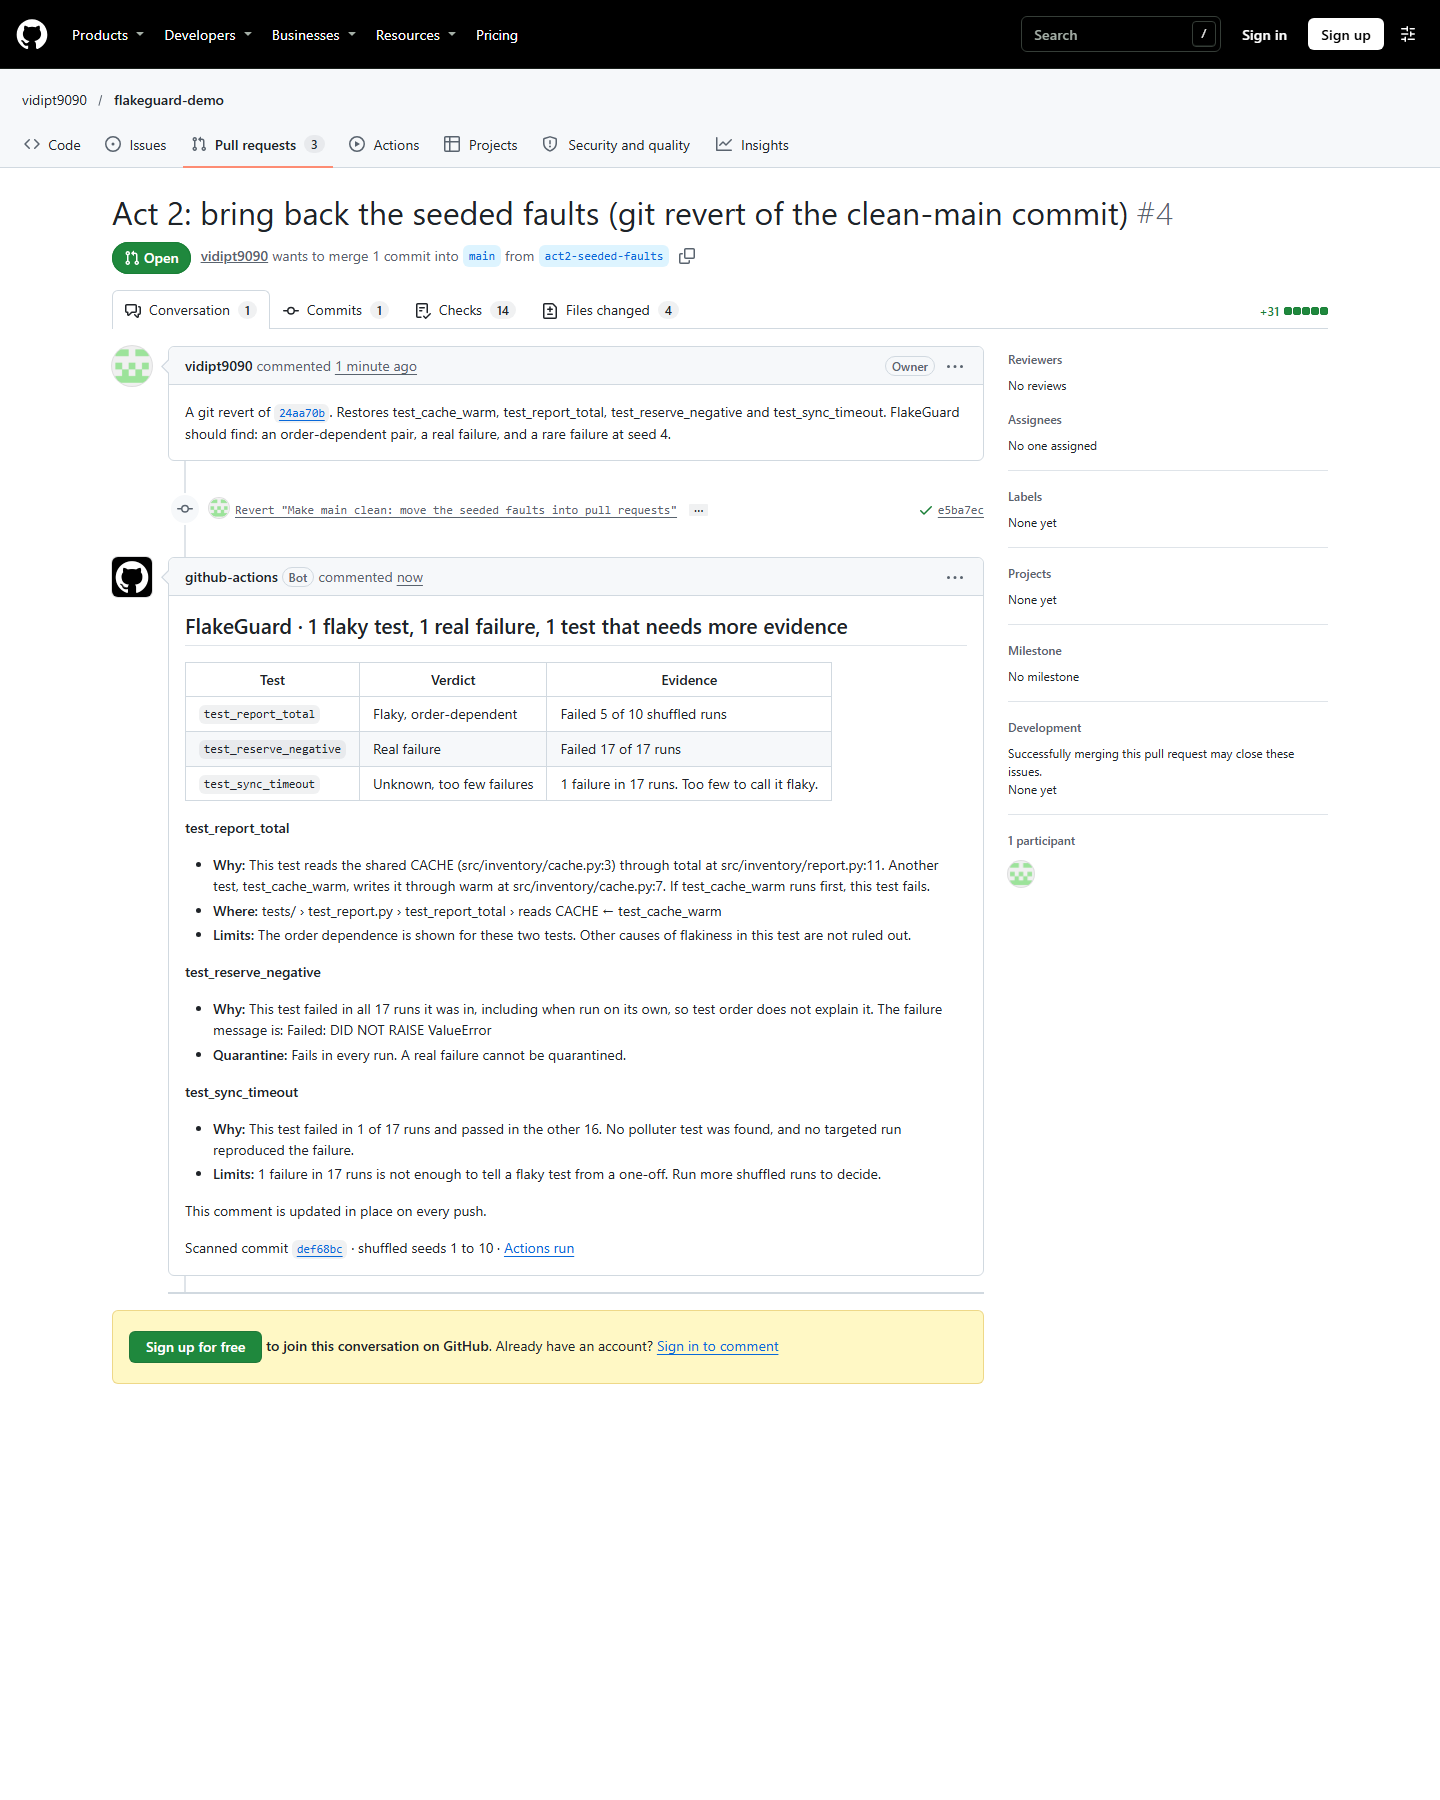 Products Developers Businesses Resources Pricing Search / Sign in Sign up
vidipt9090 / flakeguard-demo
Code Issues Pull requests 3 Actions Projects Security and quality Insights
Act 2: bring back the seeded faults (git revert of the clean-main commit) #4
Open vidipt9090 wants to merge 1 commit into main from act2-seeded-faults
Conversation 1 Commits 1 Checks 14 Files changed 4 +31
vidipt9090 commented 1 minute ago Owner ...
A git revert of 24aa70b. Restores test_cache_warm, test_report_total, test_reserve_negative and test_sync_timeout. FlakeGuard
should find: an order-dependent pair, a real failure, and a rare failure at seed 4.
Revert "Make main clean: move the seeded faults into pull requests" ... e5ba7ec
github-actions Bot commented now ...
FlakeGuard · 1 flaky test, 1 real failure, 1 test that needs more evidence
Test Verdict Evidence
test_report_total Flaky, order-dependent Failed 5 of 10 shuffled runs
test_reserve_negative Real failure Failed 17 of 17 runs
test_sync_timeout Unknown, too few failures 1 failure in 17 runs. Too few to call it flaky.
test_report_total
• Why: This test reads the shared CACHE (src/inventory/cache.py:3) through total at src/inventory/report.py:11. Another
test, test_cache_warm, writes it through warm at src/inventory/cache.py:7. If test_cache_warm runs first, this test fails.
• Where: tests/ › test_report.py › test_report_total › reads CACHE ← test_cache_warm
• Limits: The order dependence is shown for these two tests. Other causes of flakiness in this test are not ruled out.
test_reserve_negative
• Why: This test failed in all 17 runs it was in, including when run on its own, so test order does not explain it. The failure
message is: Failed: DID NOT RAISE ValueError
• Quarantine: Fails in every run. A real failure cannot be quarantined.
test_sync_timeout
• Why: This test failed in 1 of 17 runs and passed in the other 16. No polluter test was found, and no targeted run
reproduced the failure.
• Limits: 1 failure in 17 runs is not enough to tell a flaky test from a one-off. Run more shuffled runs to decide.
This comment is updated in place on every push.
Scanned commit def68bc · shuffled seeds 1 to 10 · Actions run
Sign up for free to join this conversation on GitHub. Already have an account? Sign in to comment
Reviewers
No reviews
Assignees
No one assigned
Labels
None yet
Projects
None yet
Milestone
No milestone
Development
Successfully merging this pull request may close these
issues.
None yet
1 participant